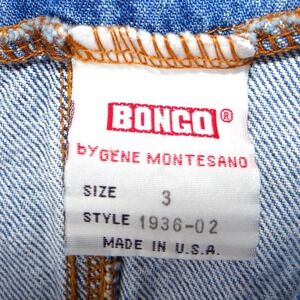 BONGO®
by GENE MONTESANO
SIZE 3
STYLE 1936-02
MADE IN U.S.A.